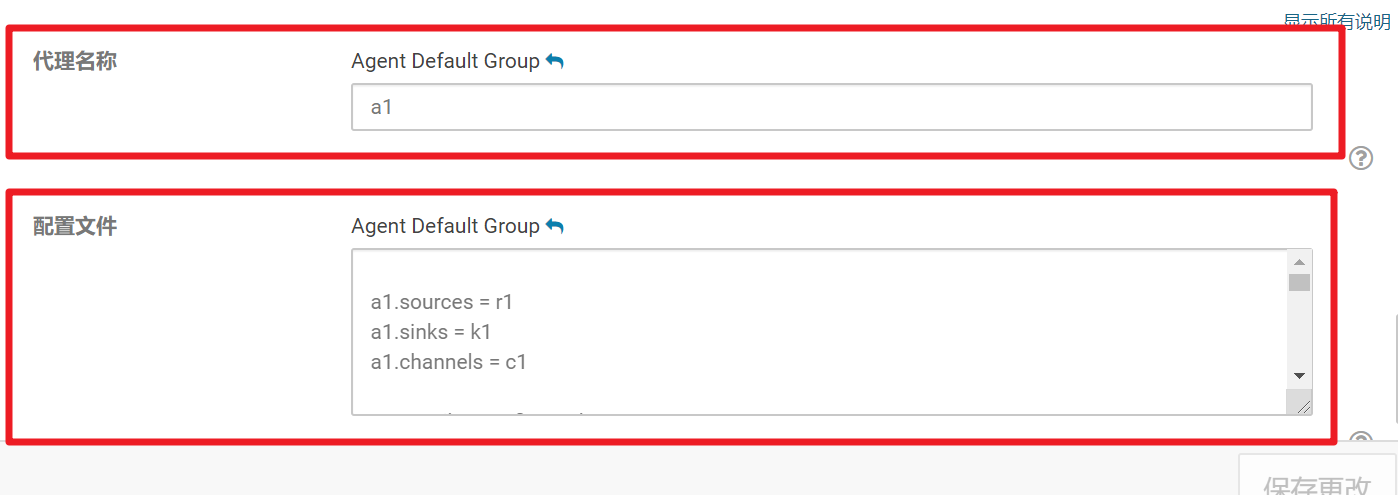 显示所有说明
代理名称
Agent Default Group
a1
配置文件
Agent Default Group
a1.sources = r1
a1.sinks = k1
a1.channels = c1
保存更改